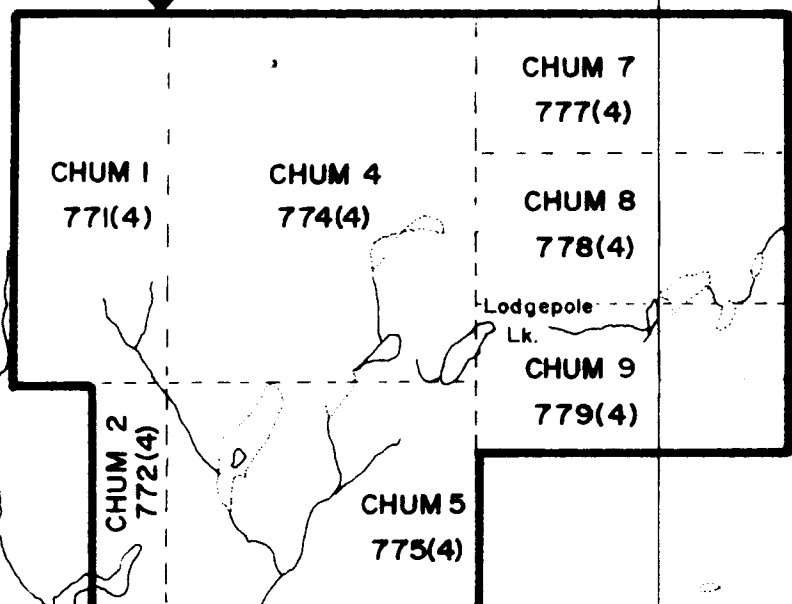 CHUM 7
777(4)
CHUM 1
771(4)
CHUM 4
774(4)
CHUM 8
778(4)
Lodgepole
Lk.
CHUM 9
779(4)
CHUM 2
772(4)
CHUM 5
775(4)